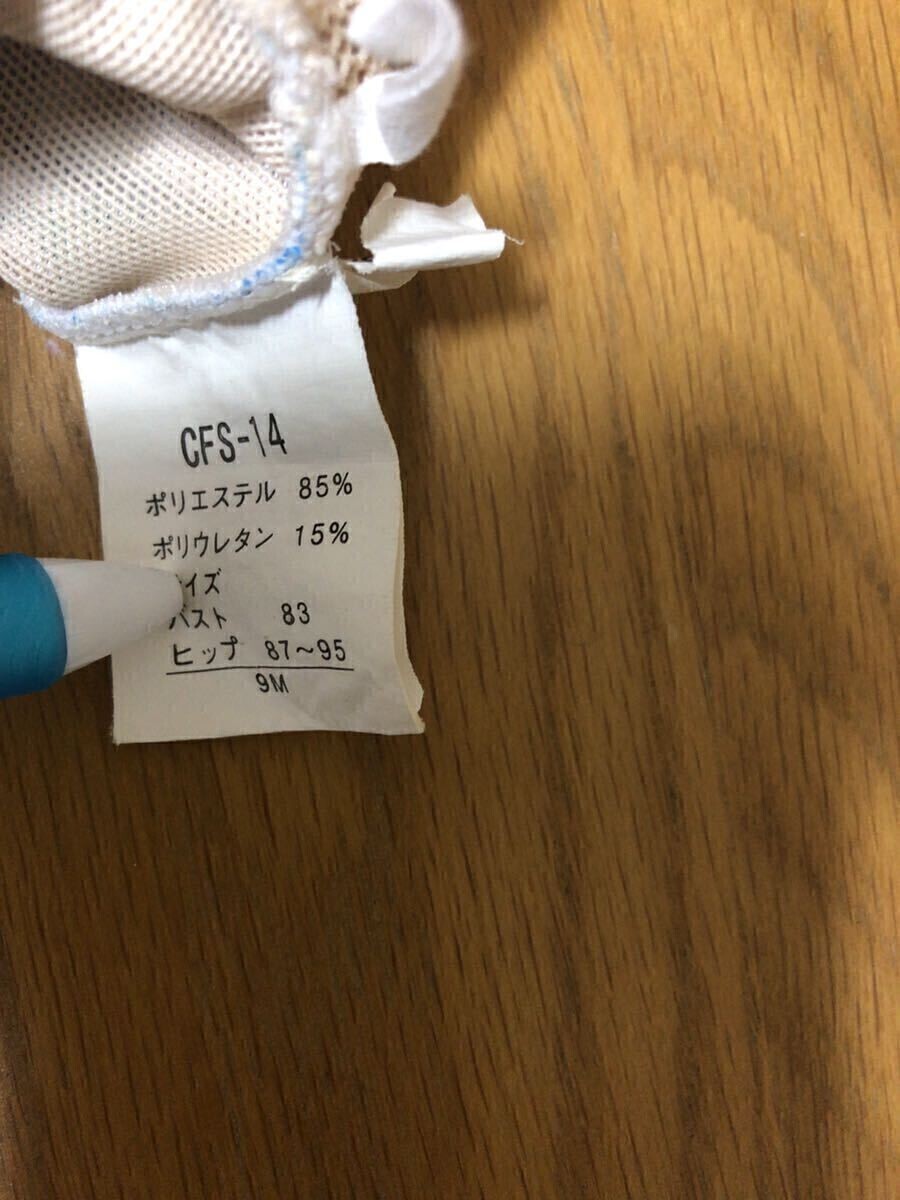 CFS-14
ポリエステル 85%
ポリウレタン 15%
イズ
バスト 83
ヒップ 87～95
9M